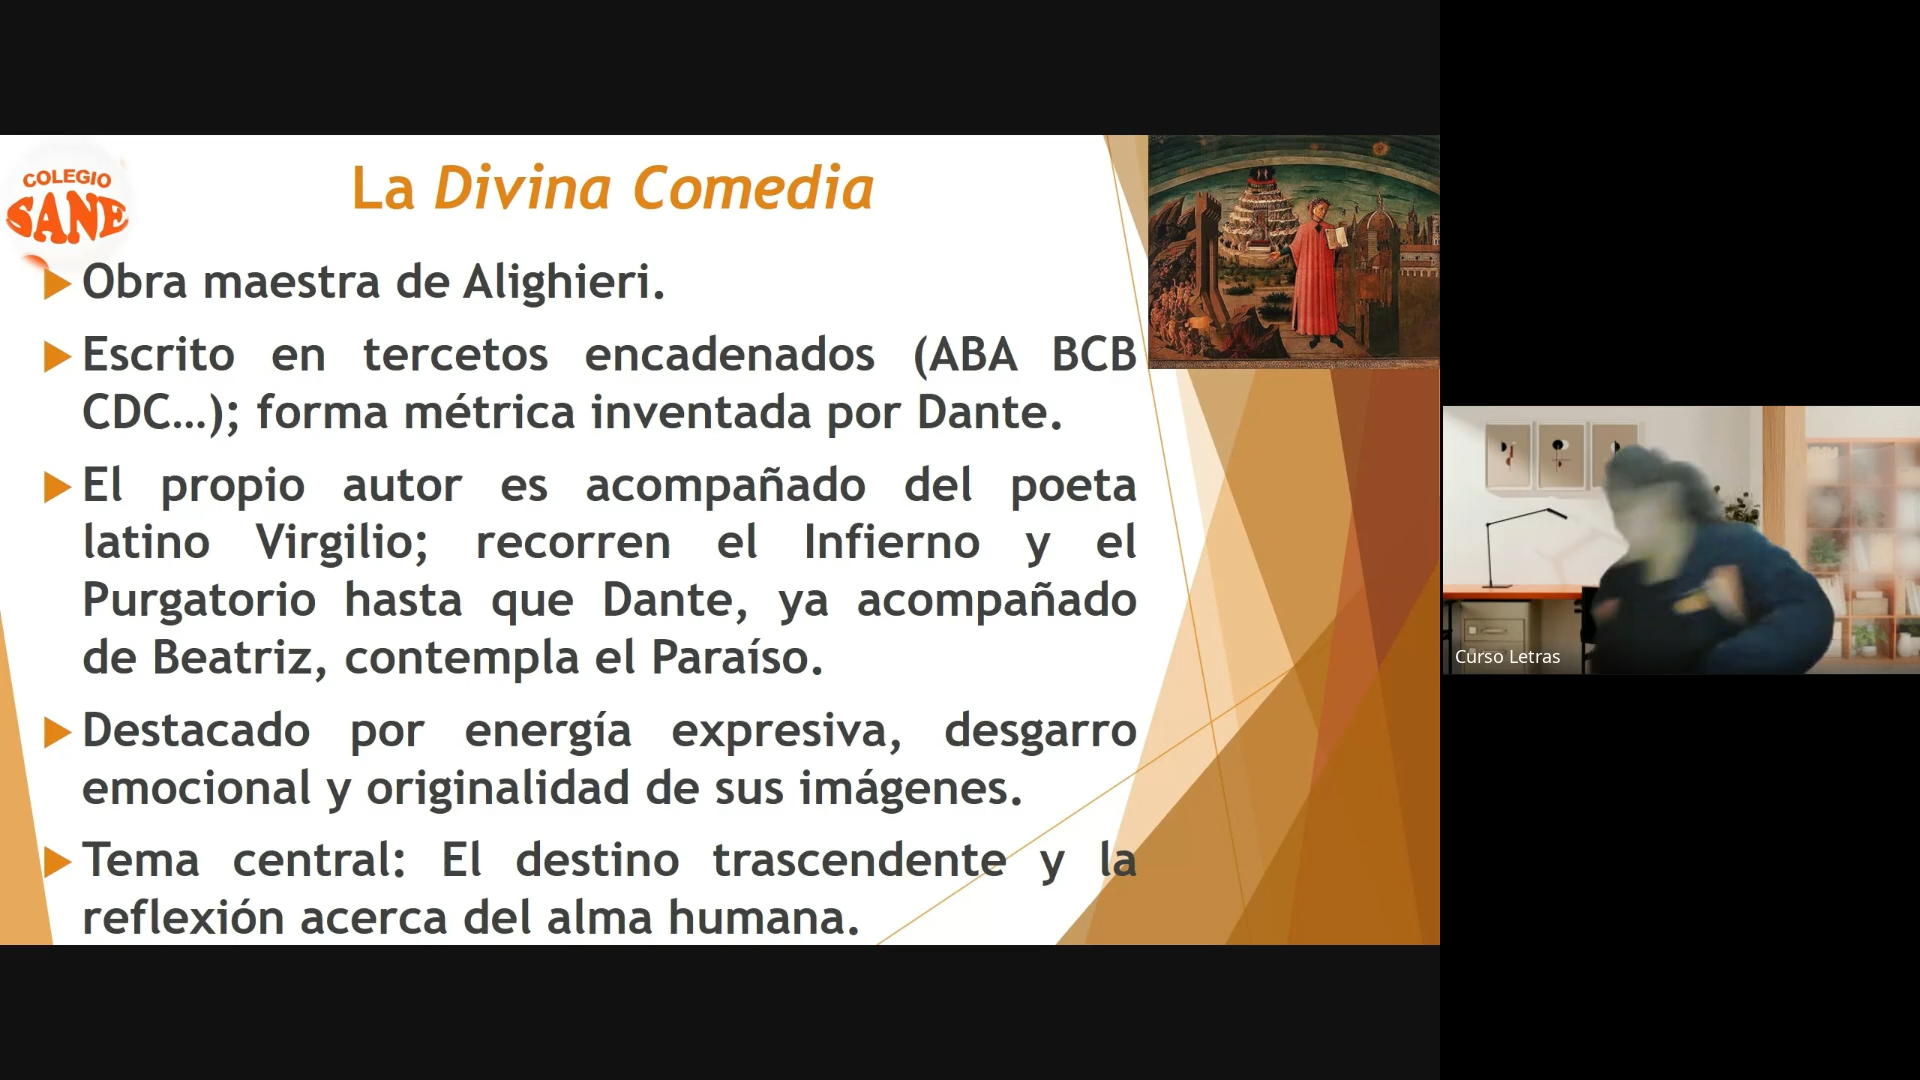 COLEGIO
SANE
La Divina Comedia
Obra maestra de Alighieri.
Escrito en tercetos encadenados (ABA BCB
CDC…); forma métrica inventada por Dante.
El propio autor es acompañado del poeta
latino Virgilio; recorren el Infierno y el
Purgatorio hasta que Dante, ya acompañado
de Beatriz, contempla el Paraíso.
Destacado por energía expresiva, desgarro
emocional y originalidad de sus imágenes.
Tema central: El destino trascendente y la
reflexión acerca del alma humana.
Curso Letras